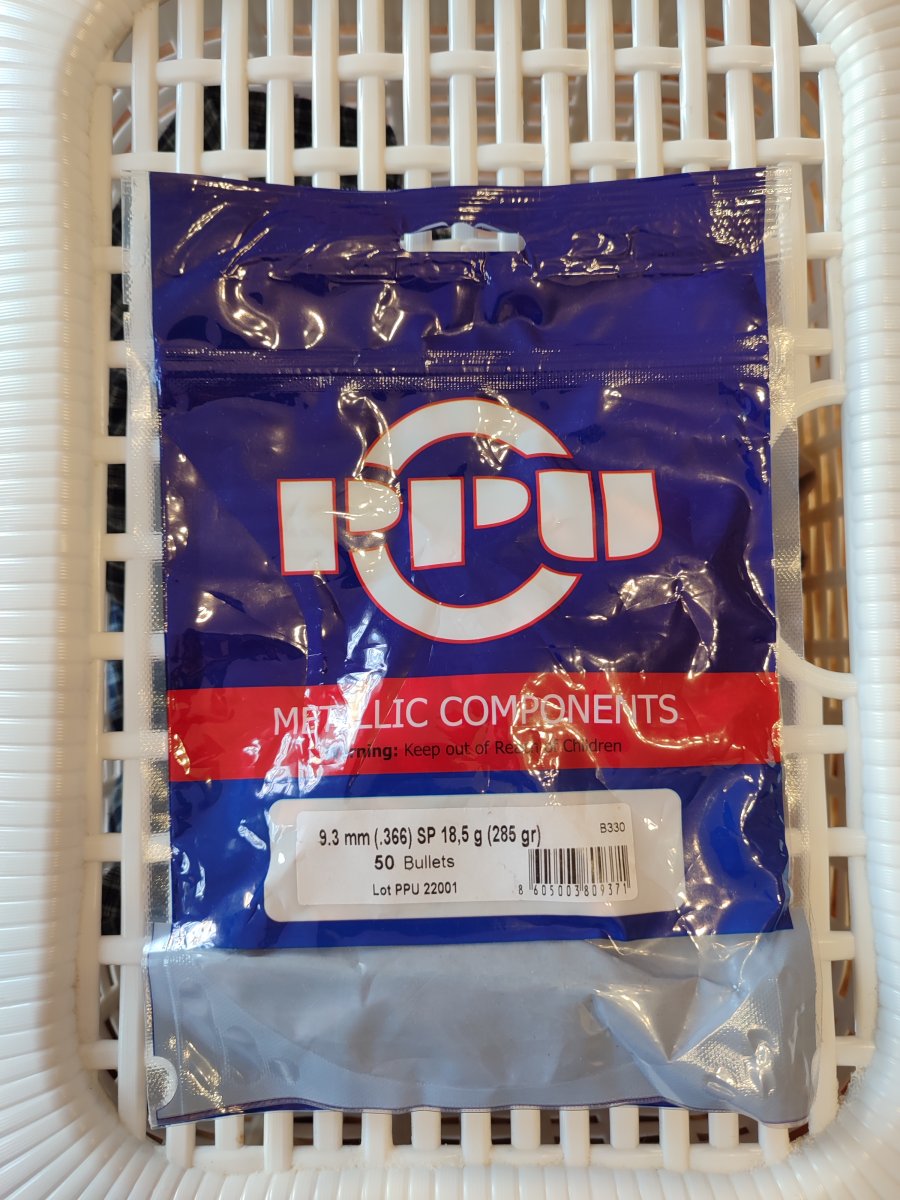 PPU
METALLIC COMPONENTS
Warning: Keep out of Reach of Children
9.3 mm (.366) SP 18,5 g (285 gr)
B330
50 Bullets
Lot PPU 22001
8 605003 809371